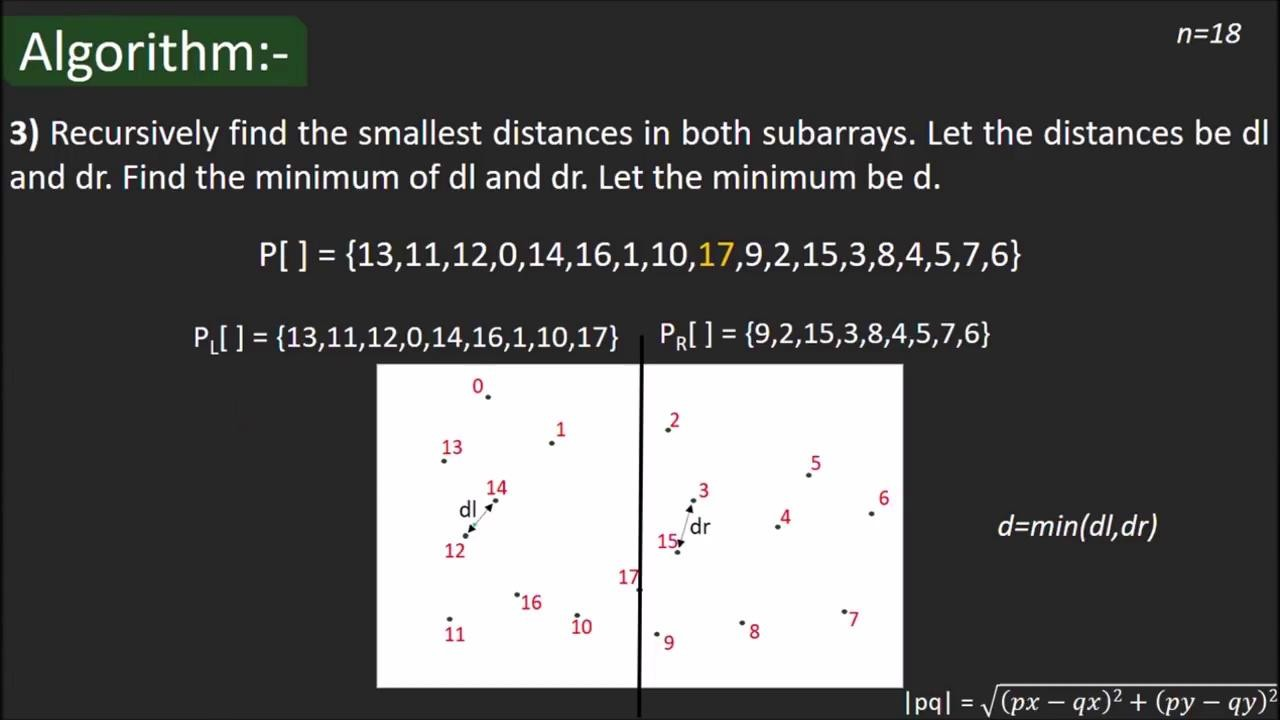 Algorithm:-
n=18
3) Recursively find the smallest distances in both subarrays. Let the distances be dl
and dr. Find the minimum of dl and dr. Let the minimum be d.
P[ ] = {13,11,12,0,14,16,1,10,17,9,2,15,3,8,4,5,7,6}
PL[ ] = {13,11,12,0,14,16,1,10,17}
PR[ ] = {9,2,15,3,8,4,5,7,6}
0
2
1
13
5
14
3
6
dl
4
dr
d=min(dl,dr)
15
12
17
16
7
10
8
11
9
|pq| = √(px − qx)² + (py − qy)²